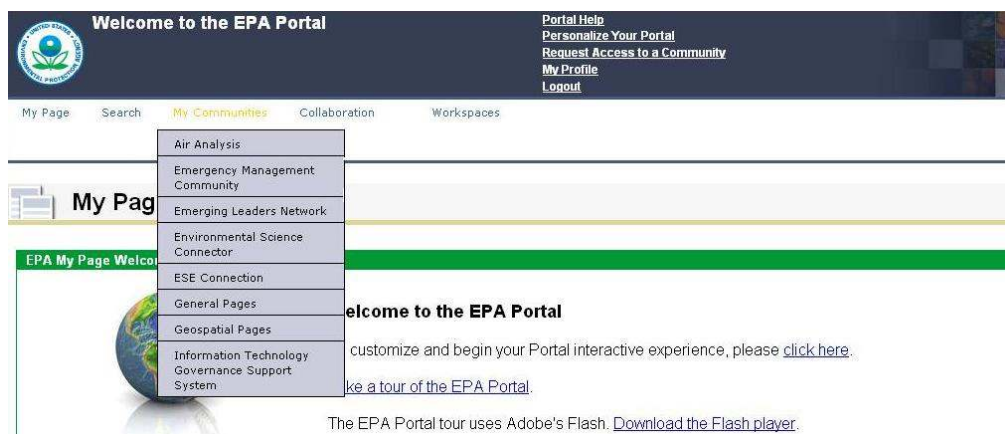 Welcome to the EPA Portal
Portal Help
Personalize Your Portal
Request Access to a Community
My Profile
Logout
My Page Search My Communities Collaboration Workspaces
Air Analysis
Emergency Management
Community
Emerging Leaders Network
Environmental Science
Connector
ESE Connection
General Pages
Geospatial Pages
Information Technology
Governance Support
System
My Pag
EPA My Page Welco
elcome to the EPA Portal
customize and begin your Portal interactive experience, please click here.
ke a tour of the EPA Portal.
The EPA Portal tour uses Adobe's Flash. Download the Flash player.